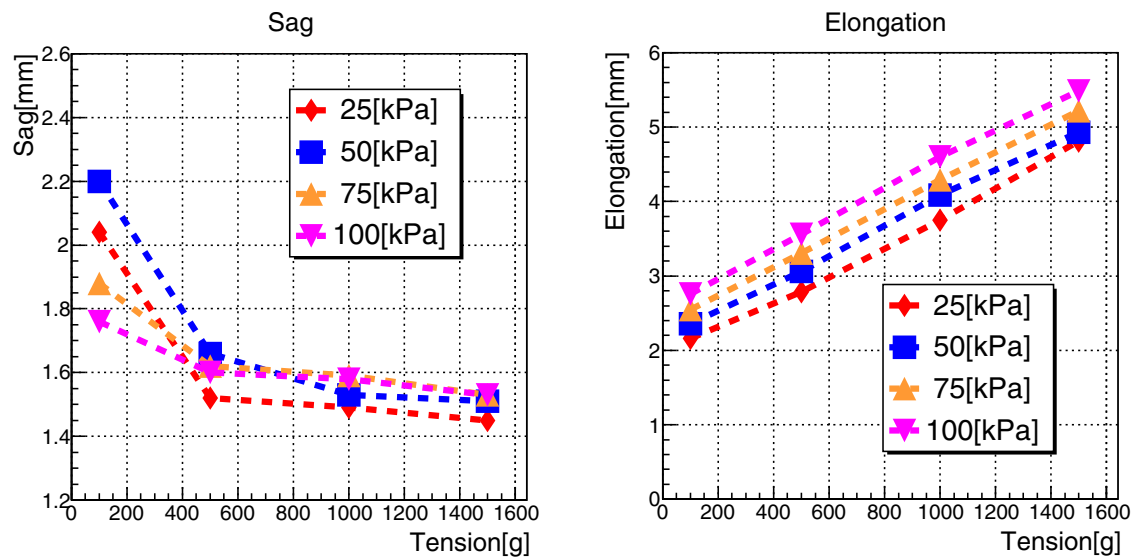 Sag
Sag[mm]
2.6
2.4
2.2
2
1.8
1.6
1.4
1.2
0 200 400 600 800 1000 1200 1400 1600
Tension[g]
25[kPa]
50[kPa]
75[kPa]
100[kPa]
Elongation
Elongation[mm]
6
5
4
3
2
1
0
0 200 400 600 800 1000 1200 1400 1600
Tension[g]
25[kPa]
50[kPa]
75[kPa]
100[kPa]